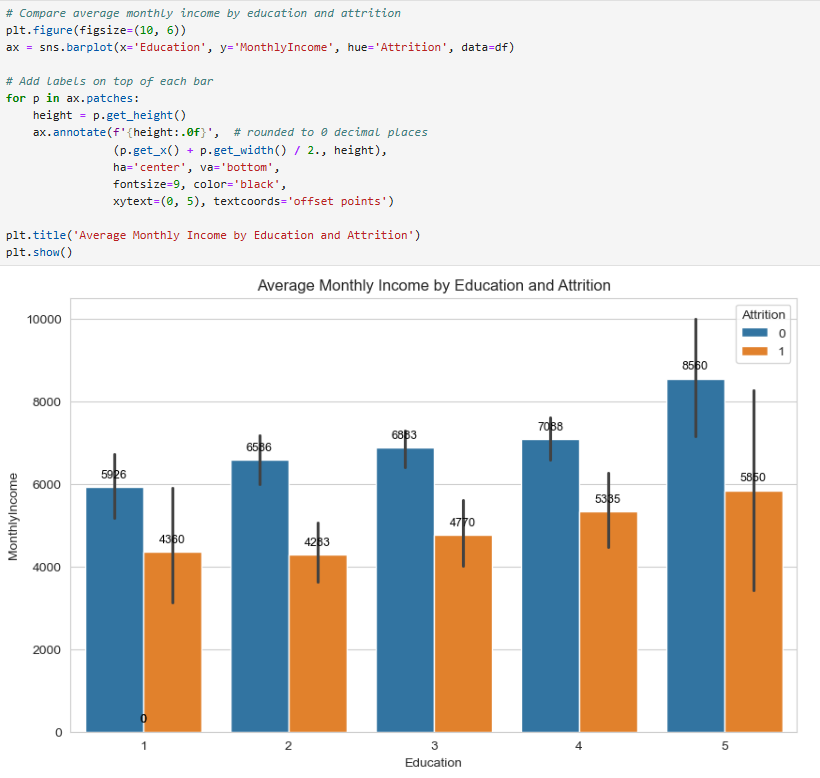 # Compare average monthly income by education and attrition
plt.figure(figsize=(10, 6))
ax = sns.barplot(x='Education', y='MonthlyIncome', hue='Attrition', data=df)
# Add labels on top of each bar
for p in ax.patches:
    height = p.get_height()
    ax.annotate(f'{height:.0f}',  # rounded to 0 decimal places
                (p.get_x() + p.get_width() / 2., height),
                ha='center', va='bottom',
                fontsize=9, color='black',
                xytext=(0, 5), textcoords='offset points')
plt.title('Average Monthly Income by Education and Attrition')
plt.show()
Average Monthly Income by Education and Attrition
Attrition
0
1
10000
8000
6000
4000
2000
0
MonthlyIncome
5926
4360
6586
4283
6883
4770
7088
5335
8560
5850
0
1 2 3 4 5
Education